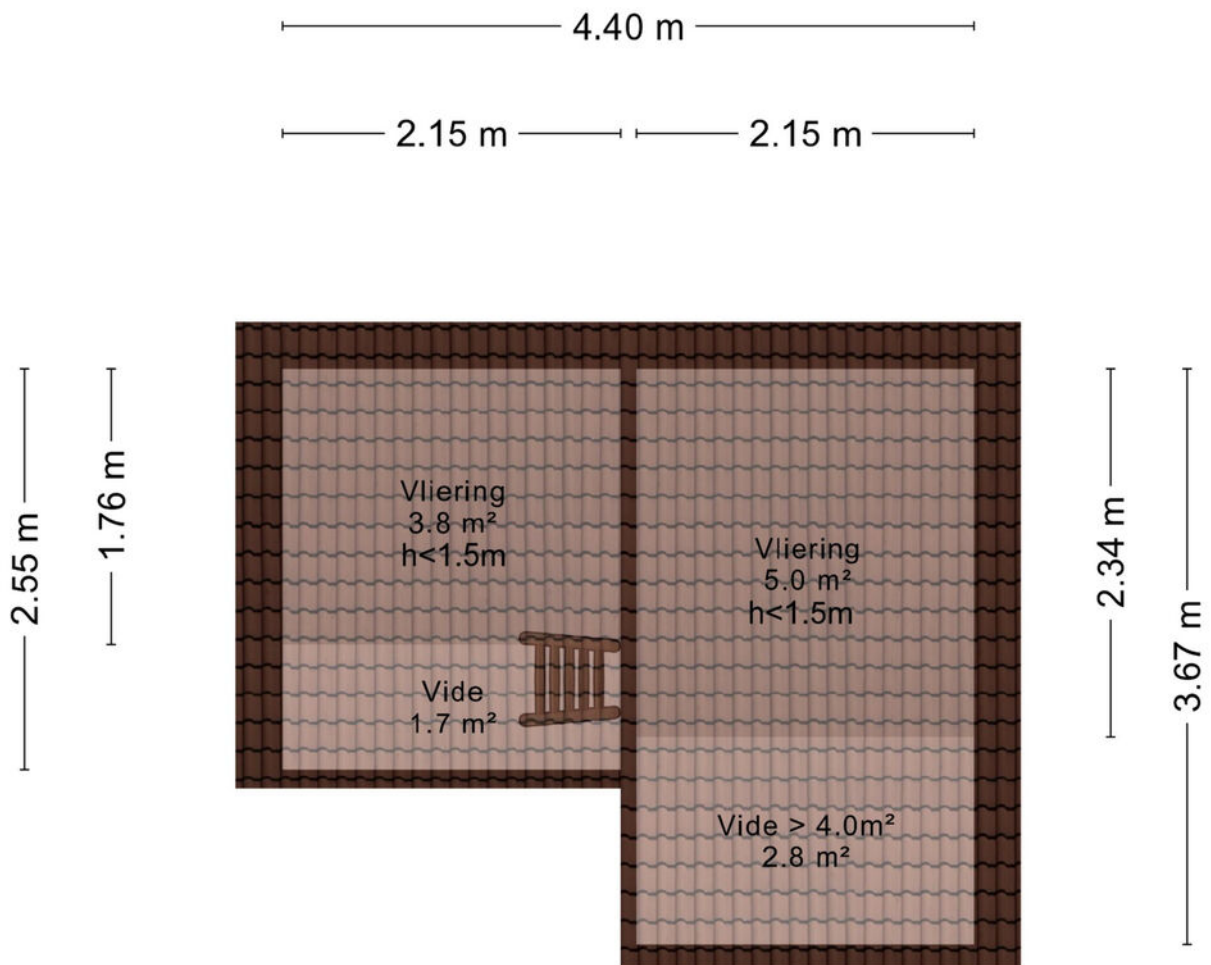 4.40 m
2.15 m
2.15 m
2.55 m
1.76 m
Vliering
3.8 m²
h<1.5m
Vide
1.7 m²
Vliering
5.0 m²
h<1.5m
Vide > 4.0m²
2.8 m²
2.34 m
3.67 m